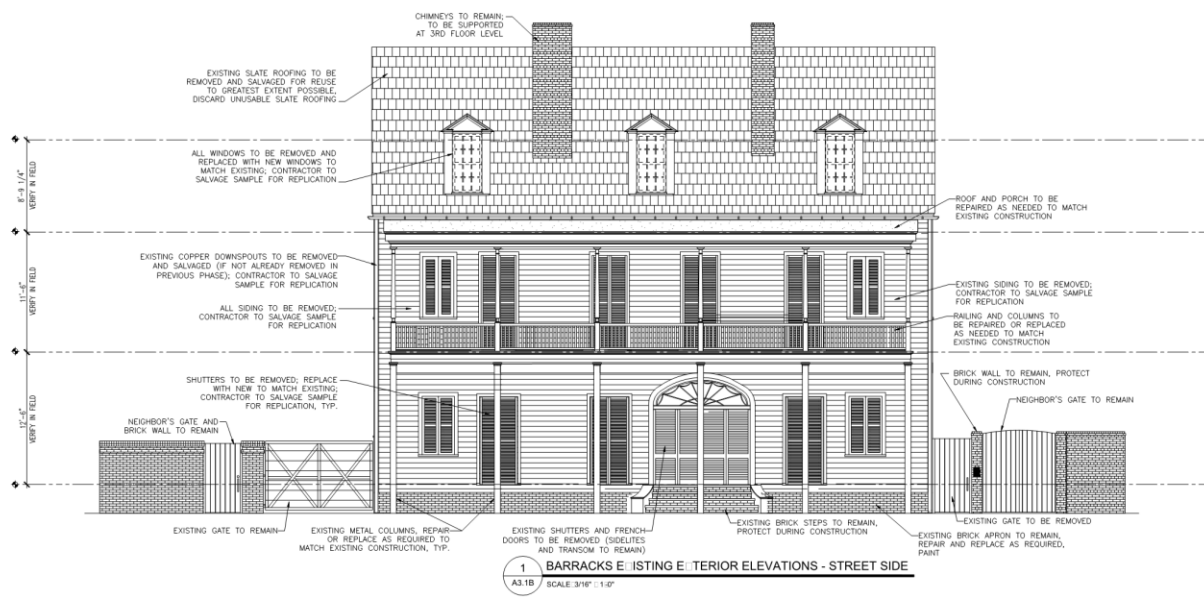 CHIMNEYS TO REMAIN;
TO BE SUPPORTED
AT 3RD FLOOR LEVEL
EXISTING SLATE ROOFING TO BE
REMOVED AND SALVAGED FOR REUSE
TO GREATEST EXTENT POSSIBLE,
DISCARD UNUSABLE SLATE ROOFING
ALL WINDOWS TO BE REMOVED AND
REPLACED WITH NEW WINDOWS TO
MATCH EXISTING; CONTRACTOR TO
SALVAGE SAMPLE FOR REPLICATION
8'-9 1/4"
VERIFY IN FIELD
ROOF AND PORCH TO BE
REPAIRED AS NEEDED TO MATCH
EXISTING CONSTRUCTION
EXISTING COPPER DOWNSPOUTS TO BE REMOVED
AND SALVAGED (IF NOT ALREADY REMOVED IN
PREVIOUS PHASE); CONTRACTOR TO SALVAGE
SAMPLE FOR REPLICATION
11'-6"
VERIFY IN FIELD
ALL SIDING TO BE REMOVED;
CONTRACTOR TO SALVAGE SAMPLE
FOR REPLICATION
EXISTING SIDING TO BE REMOVED;
CONTRACTOR TO SALVAGE SAMPLE
FOR REPLICATION
RAILING AND COLUMNS TO
BE REPAIRED OR REPLACED
AS NEEDED TO MATCH
EXISTING CONSTRUCTION
SHUTTERS TO BE REMOVED; REPLACE
WITH NEW TO MATCH EXISTING;
CONTRACTOR TO SALVAGE SAMPLE
FOR REPLICATION, TYP.
BRICK WALL TO REMAIN, PROTECT
DURING CONSTRUCTION
NEIGHBOR'S GATE TO REMAIN
12'-6"
VERIFY IN FIELD
NEIGHBOR'S GATE AND
BRICK WALL TO REMAIN
EXISTING GATE TO REMAIN
EXISTING METAL COLUMNS, REPAIR
OR REPLACE AS REQUIRED TO
MATCH EXISTING CONSTRUCTION, TYP.
EXISTING SHUTTERS AND FRENCH
DOORS TO BE REMOVED (SIDELITES
AND TRANSOM TO REMAIN)
EXISTING BRICK STEPS TO REMAIN,
PROTECT DURING CONSTRUCTION
EXISTING GATE TO BE REMOVED
EXISTING BRICK APRON TO REMAIN,
REPAIR AND REPLACE AS REQUIRED,
PAINT
1
A3.1B
BARRACKS E□ISTING E□TERIOR ELEVATIONS - STREET SIDE
SCALE: 3/16" □ 1'-0"